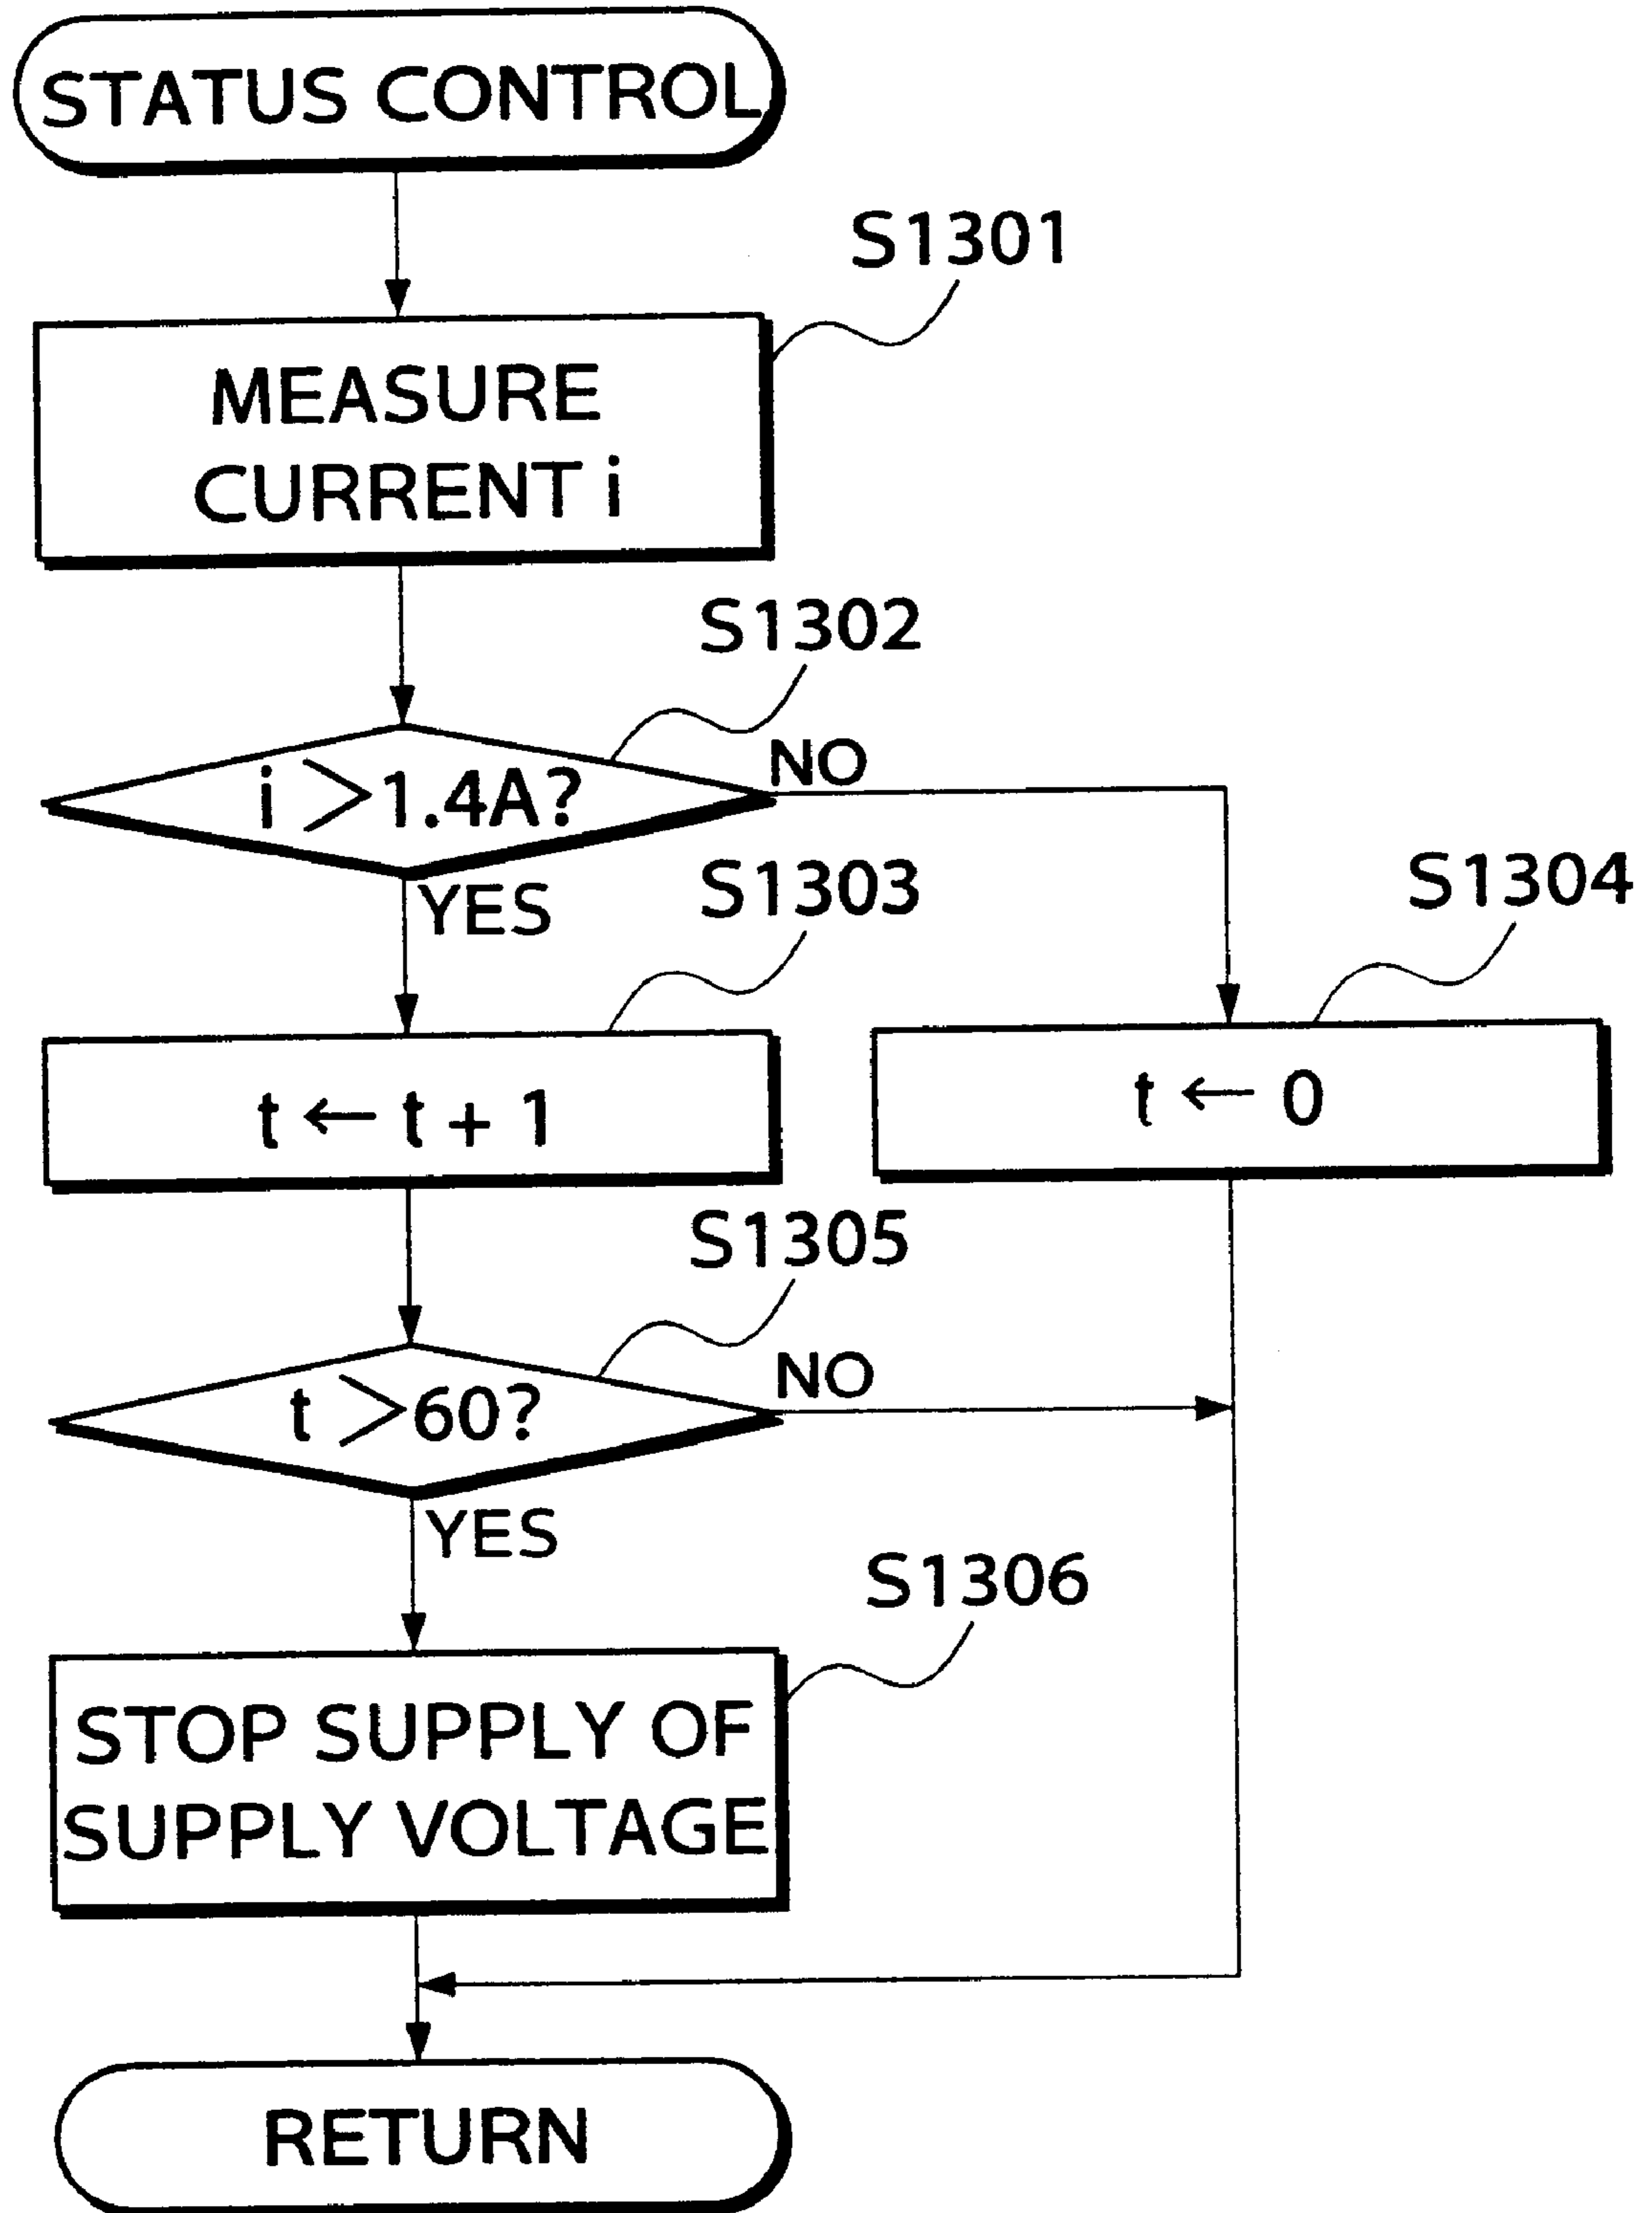 STATUS CONTROL
S1301
MEASURE
CURRENT i
S1302
i >1.4A?
NO
YES
S1303
S1304
t ← t + 1
t ← 0
S1305
t >60?
NO
YES
S1306
STOP SUPPLY OF
SUPPLY VOLTAGE
RETURN